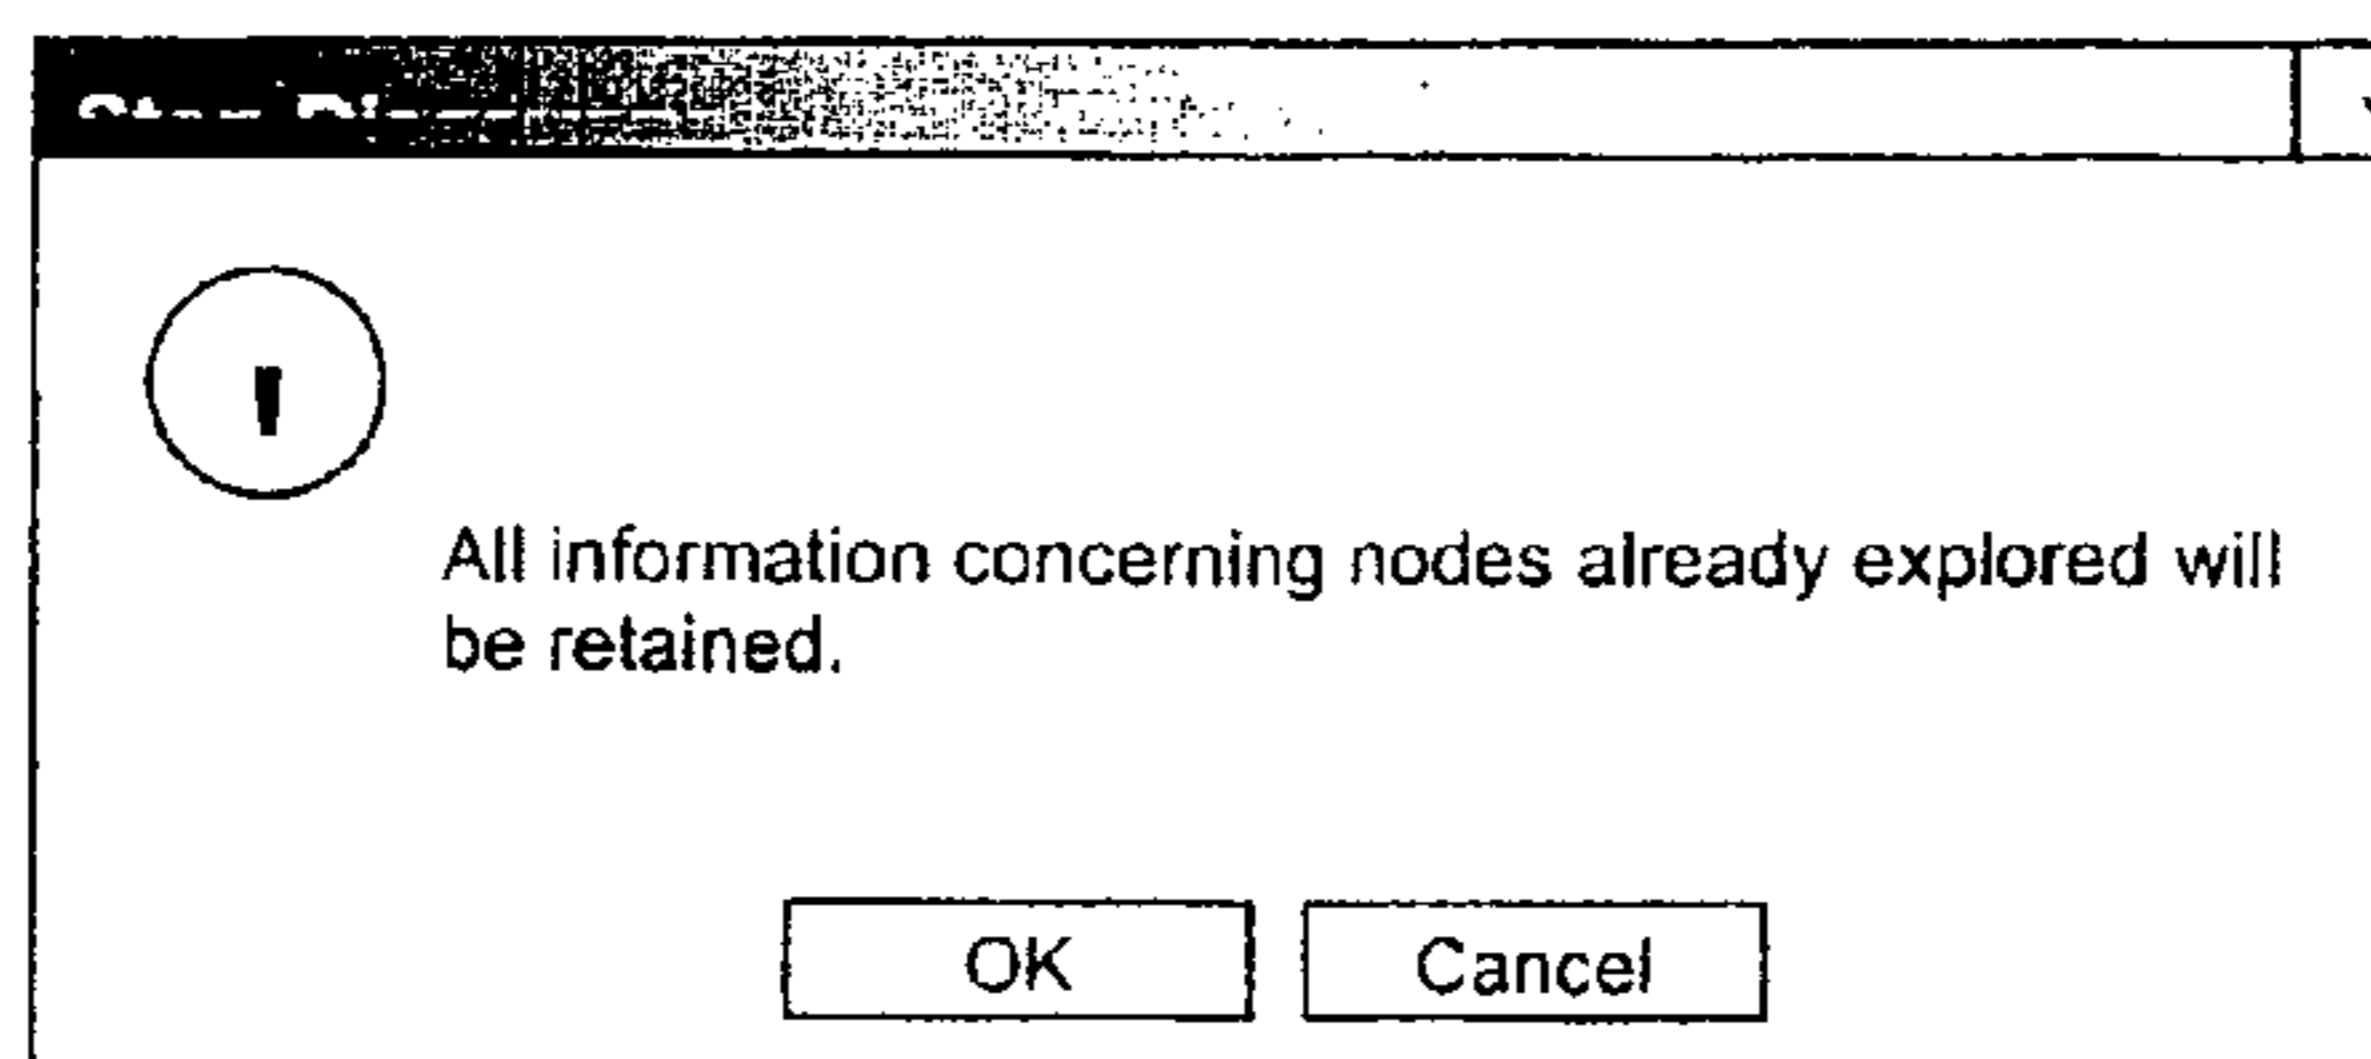 All information concerning nodes already explored will
be retained.
OK
Cancel